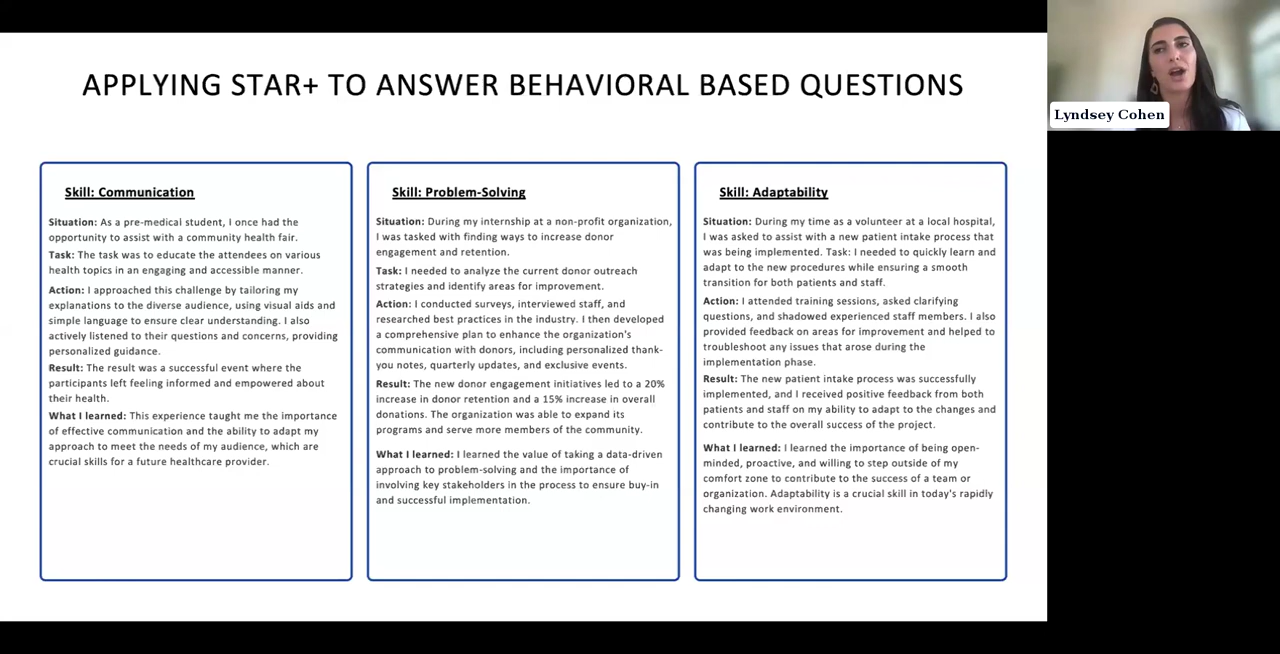 APPLYING STAR+ TO ANSWER BEHAVIORAL BASED QUESTIONS
Lyndsey Cohen
Skill: Communication
Situation: As a pre-medical student, I once had the
opportunity to assist with a community health fair.
Task: The task was to educate the attendees on various
health topics in an engaging and accessible manner.
Action: I approached this challenge by tailoring my
explanations to the diverse audience, using visual aids and
simple language to ensure clear understanding. I also
actively listened to their questions and concerns, providing
personalized guidance.
Result: The result was a successful event where the
participants left feeling informed and empowered about
their health.
What I learned: This experience taught me the importance
of effective communication and the ability to adapt my
approach to meet the needs of my audience, which are
crucial skills for a future healthcare provider.
Skill: Problem-Solving
Situation: During my internship at a non-profit organization,
I was tasked with finding ways to increase donor
engagement and retention.
Task: I needed to analyze the current donor outreach
strategies and identify areas for improvement.
Action: I conducted surveys, interviewed staff, and
researched best practices in the industry. I then developed
a comprehensive plan to enhance the organization's
communication with donors, including personalized thank-
you notes, quarterly updates, and exclusive events.
Result: The new donor engagement initiatives led to a 20%
increase in donor retention and a 15% increase in overall
donations. The organization was able to expand its
programs and serve more members of the community.
What I learned: I learned the value of taking a data-driven
approach to problem-solving and the importance of
involving key stakeholders in the process to ensure buy-in
and successful implementation.
Skill: Adaptability
Situation: During my time as a volunteer at a local hospital,
I was asked to assist with a new patient intake process that
was being implemented. Task: I needed to quickly learn and
adapt to the new procedures while ensuring a smooth
transition for both patients and staff.
Action: I attended training sessions, asked clarifying
questions, and shadowed experienced staff members. I also
provided feedback on areas for improvement and helped to
troubleshoot any issues that arose during the
implementation phase.
Result: The new patient intake process was successfully
implemented, and I received positive feedback from both
patients and staff on my ability to adapt to the changes and
contribute to the overall success of the project.
What I learned: I learned the importance of being open-
minded, proactive, and willing to step outside of my
comfort zone to contribute to the success of a team or
organization. Adaptability is a crucial skill in today's rapidly
changing work environment.